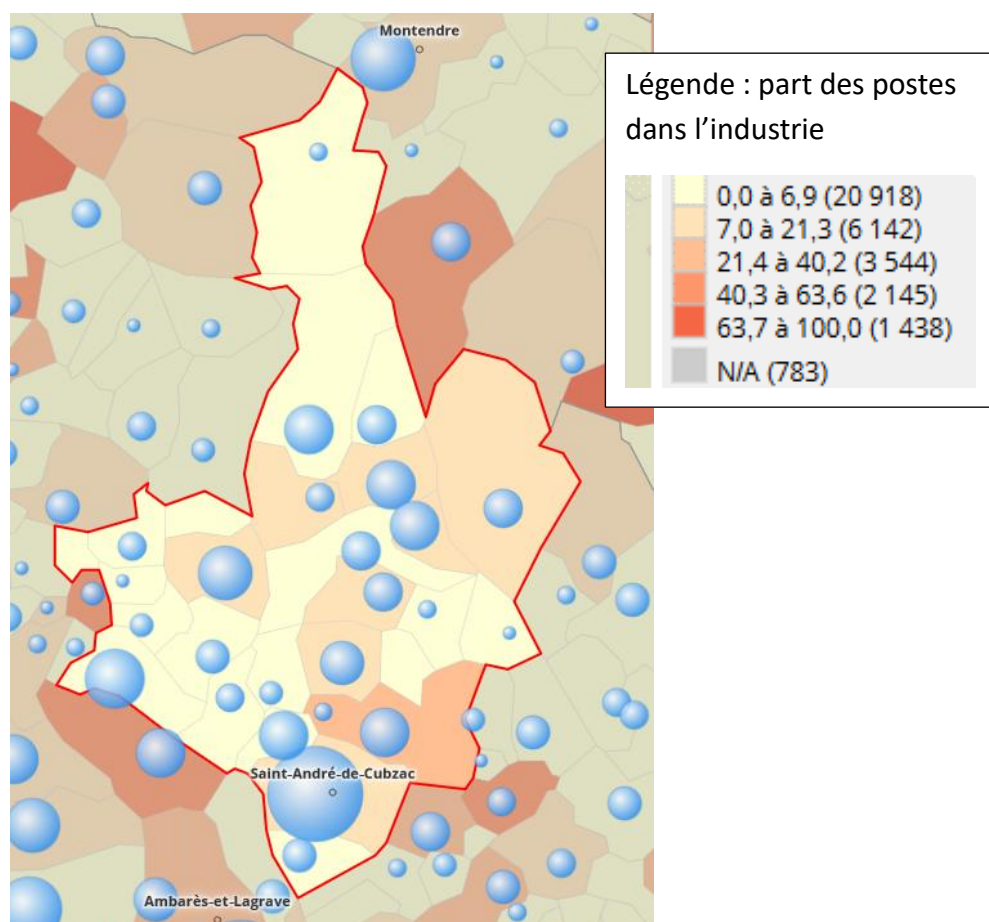 Montendre
Légende : part des postes
dans l’industrie
0,0 à 6,9 (20 918)
7,0 à 21,3 (6 142)
21,4 à 40,2 (3 544)
40,3 à 63,6 (2 145)
63,7 à 100,0 (1 438)
N/A (783)
Saint-André-de-Cubzac
Ambarès-et-Lagrave